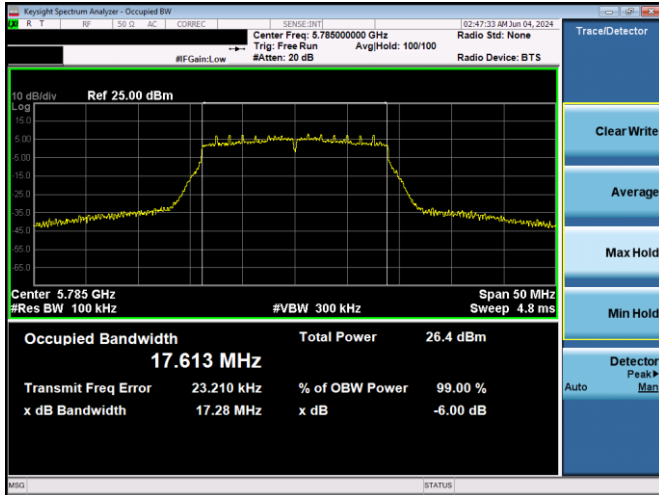 Keysight Spectrum Analyzer - Occupied BW
R T RF 50 Ω AC CORREC SENSE:INT 02:47:33 AM Jun 04, 2024
Center Freq: 5.785000000 GHz Radio Std: None
Trig: Free Run Avg|Hold: 100/100
#IFGain:Low #Atten: 20 dB Radio Device: BTS
Trace/Detector
10 dB/div Ref 25.00 dBm
Log
15.0
5.00
-5.00
-15.0
-25.0
-35.0
-45.0
-55.0
-65.0
Center 5.785 GHz Span 50 MHz
#Res BW 100 kHz #VBW 300 kHz Sweep 4.8 ms
Occupied Bandwidth Total Power 26.4 dBm
17.613 MHz
Transmit Freq Error 23.210 kHz % of OBW Power 99.00 %
x dB Bandwidth 17.28 MHz x dB -6.00 dB
Clear Write
Average
Max Hold
Min Hold
Detector
Peak▶
Auto Man
MSG STATUS